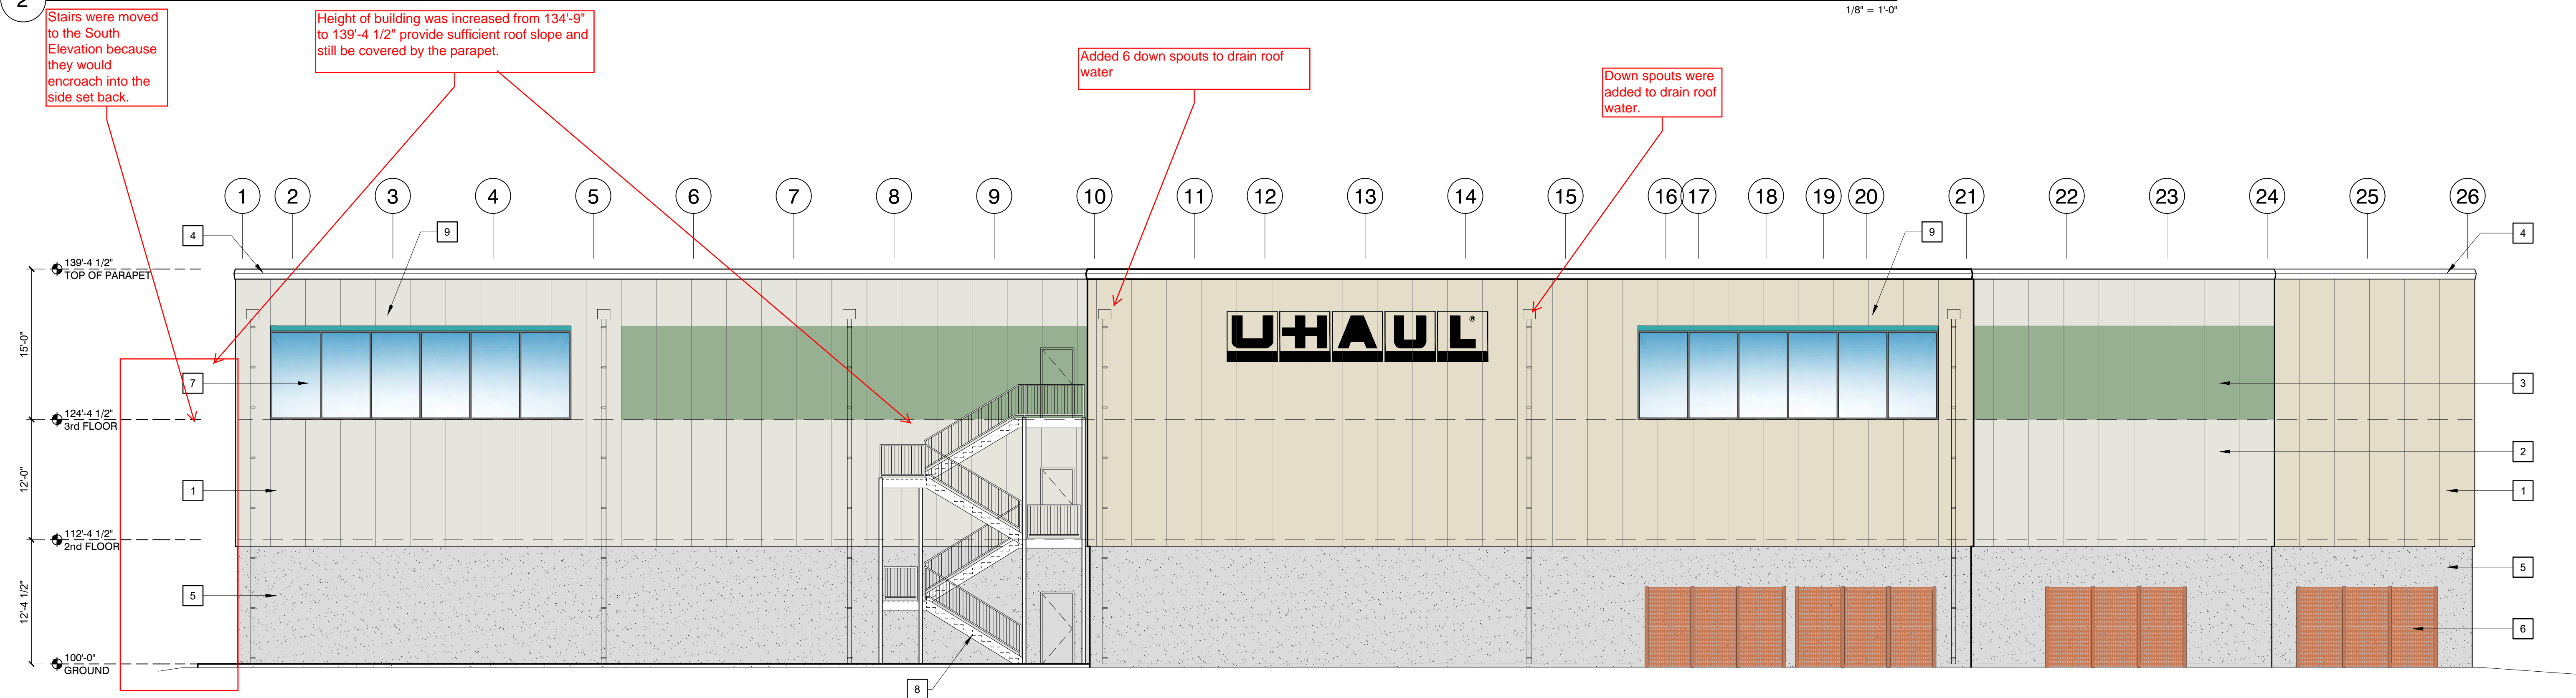 2
1/8" = 1'-0"
Stairs were moved
to the South
Elevation because
they would
encroach into the
side set back.
Height of building was increased from 134'-9"
to 139'-4 1/2" provide sufficient roof slope and
still be covered by the parapet.
Added 6 down spouts to drain roof
water
Down spouts were
added to drain roof
water.
1 2 3 4 5 6 7 8 9 10 11 12 13 14 15 16 17 18 19 20 21 22 23 24 25 26
4
9
9
4
139'-4 1/2"
TOP OF PARAPET
U-HAUL®
15'-0"
7
3
124'-4 1/2"
3rd FLOOR
2
12'-0"
1
1
112'-4 1/2"
2nd FLOOR
5
12'-4 1/2"
5
6
100'-0"
GROUND
8